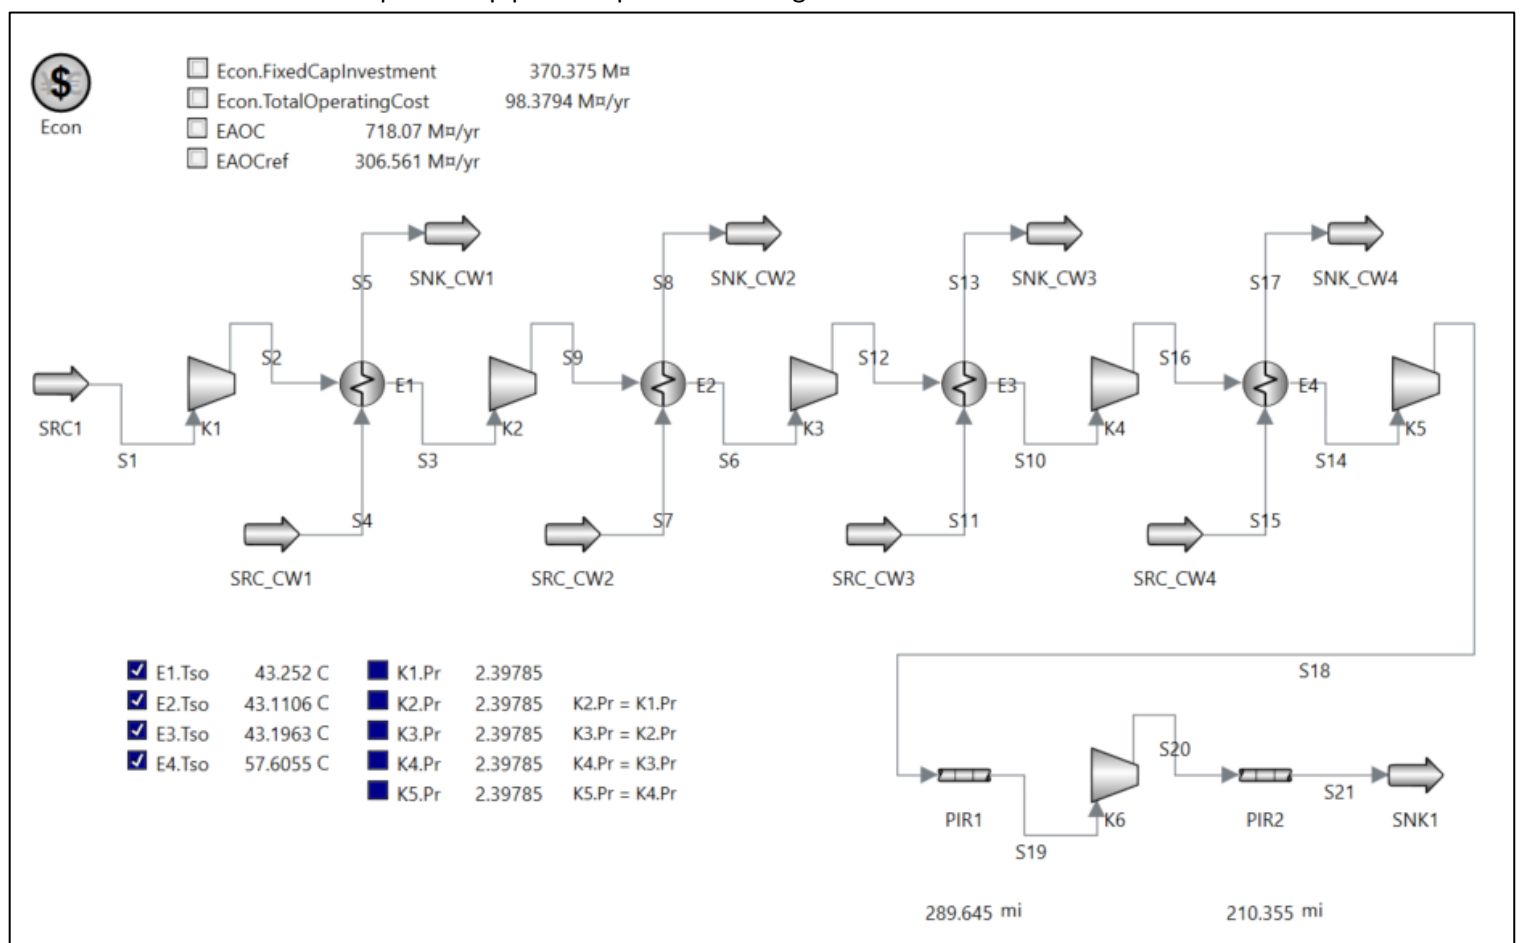 $
Econ
Econ.FixedCapInvestment 370.375 M¤
Econ.TotalOperatingCost 98.3794 M¤/yr
EAOC 718.07 M¤/yr
EAOCref 306.561 M¤/yr
SNK_CW1 SNK_CW2 SNK_CW3 SNK_CW4
S5 S8 S13 S17
S2 S9 S12 S16
E1 E2 E3 E4
SRC1 K1 K2 K3 K4 K5
S1 S3 S6 S10 S14
S4 S7 S11 S15
SRC_CW1 SRC_CW2 SRC_CW3 SRC_CW4
S18
E1.Tso 43.252 C K1.Pr 2.39785
E2.Tso 43.1106 C K2.Pr 2.39785 K2.Pr = K1.Pr
E3.Tso 43.1963 C K3.Pr 2.39785 K3.Pr = K2.Pr
E4.Tso 57.6055 C K4.Pr 2.39785 K4.Pr = K3.Pr
K5.Pr 2.39785 K5.Pr = K4.Pr
S20
S21
PIR1 K6 PIR2 SNK1
S19
289.645 mi 210.355 mi